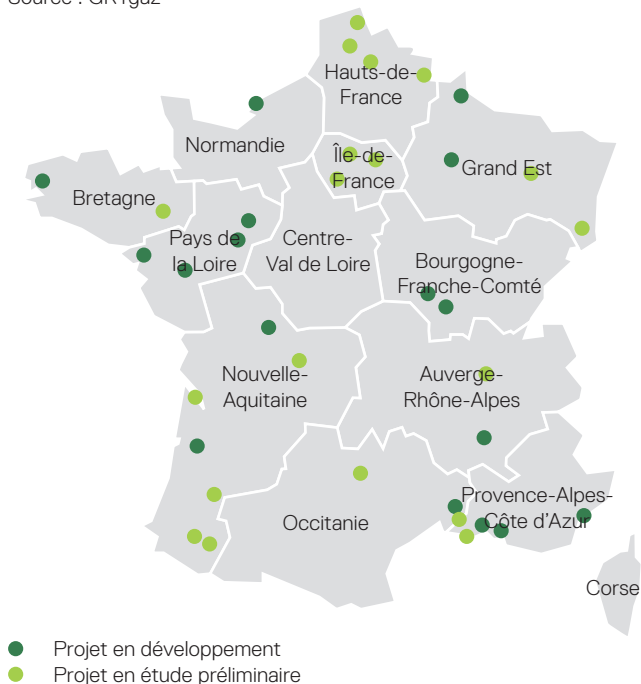 Source : GRTgaz
Hauts-de-
France
Normandie
Île-de-
France
Grand Est
Bretagne
Pays de
la Loire
Centre-
Val de Loire
Bourgogne-
Franche-Comté
Nouvelle-
Aquitaine
Auverge-
Rhône-Alpes
Occitanie
Provence-Alpes-
Côte d'Azur
Corse
Projet en développement
Projet en étude préliminaire